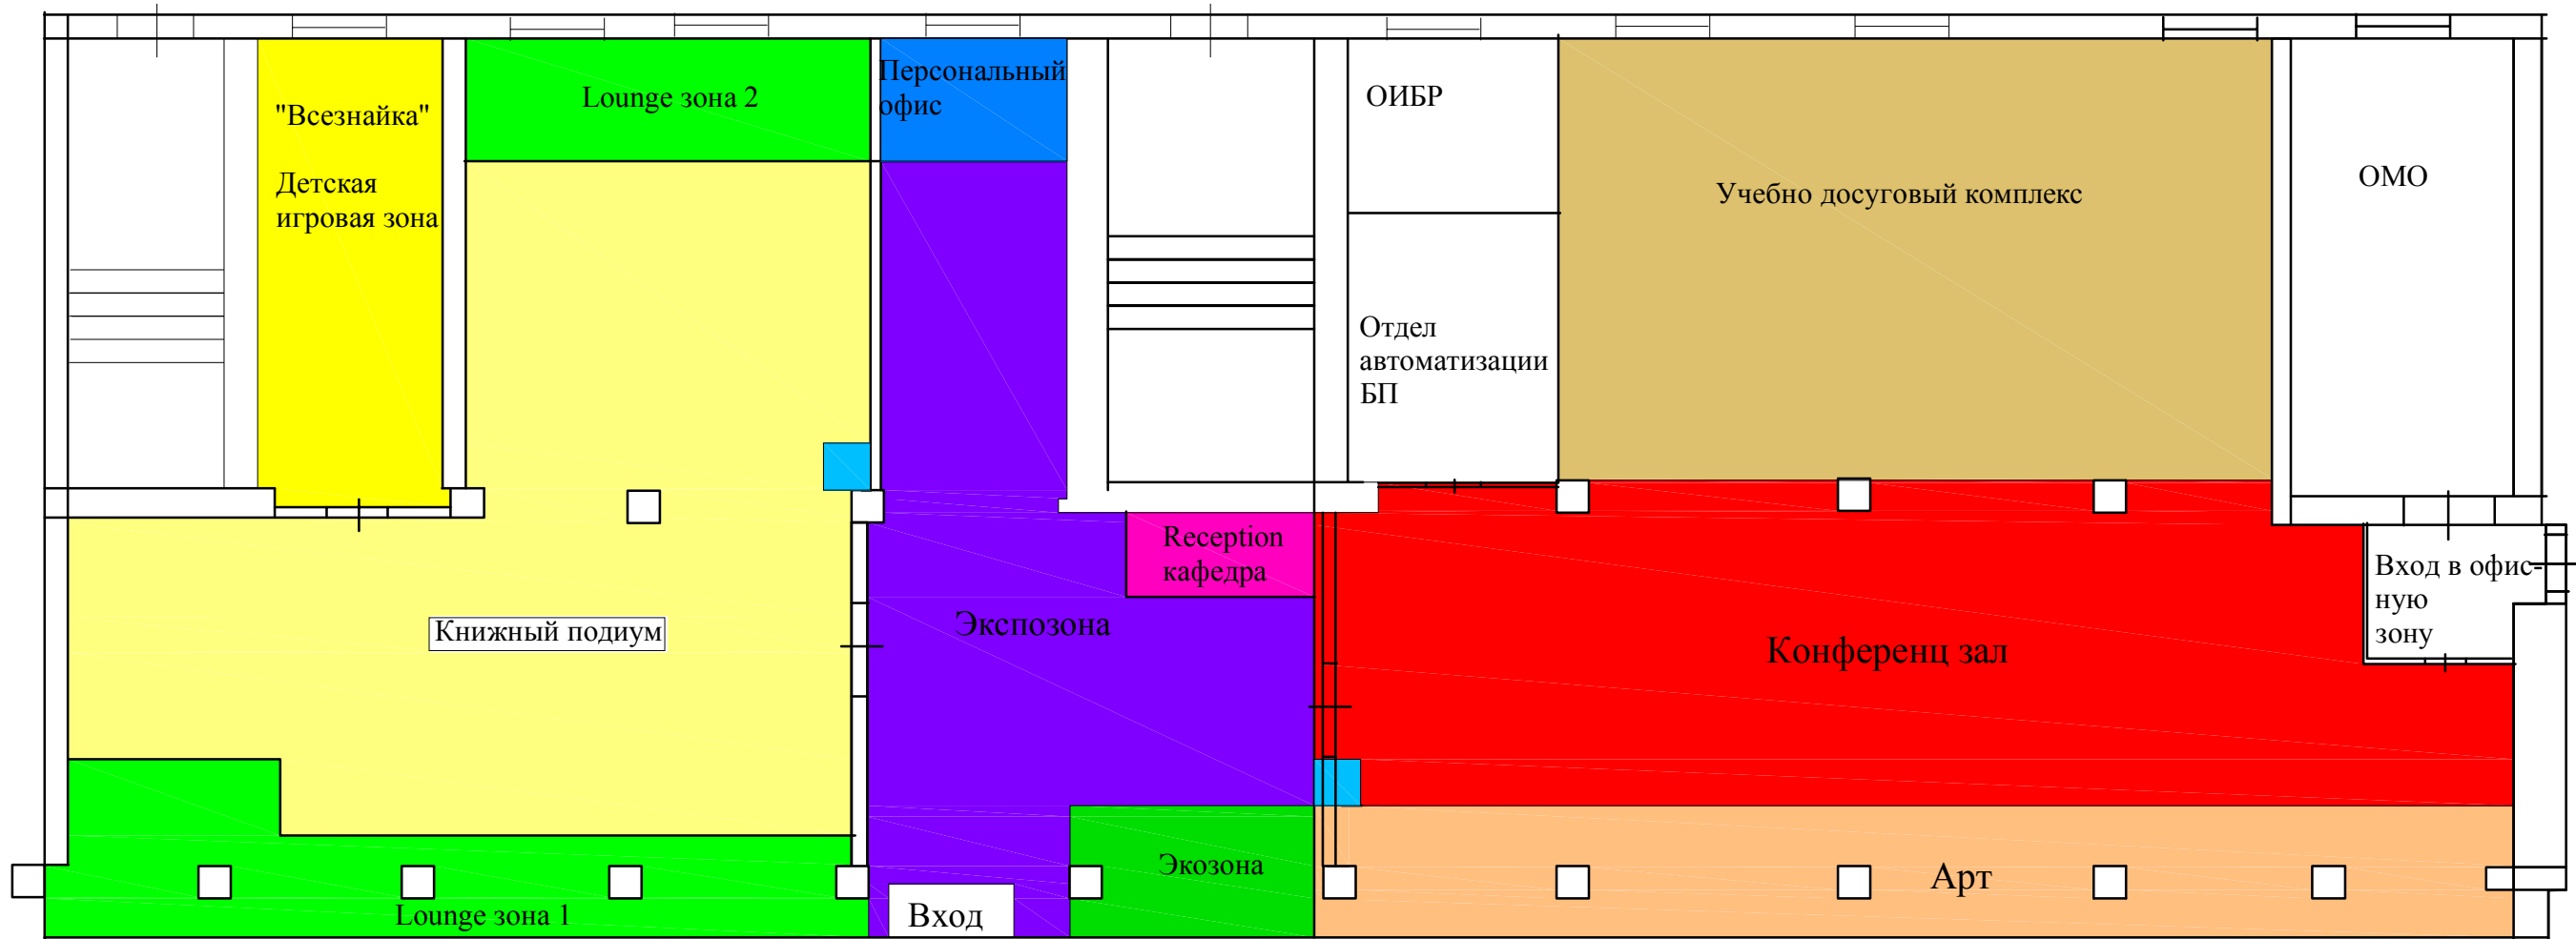 "Всезнайка"
Детская
игровая зона
Lounge зона 2
Персональный
офис
ОИБР
Отдел
автоматизации
БП
Учебно досуговый комплекс
ОМО
Reception
кафедра
Вход в офис-
ную
зону
Книжный подиум
Экспозона
Конференц зал
Экозона
Арт
Lounge зона 1
Вход